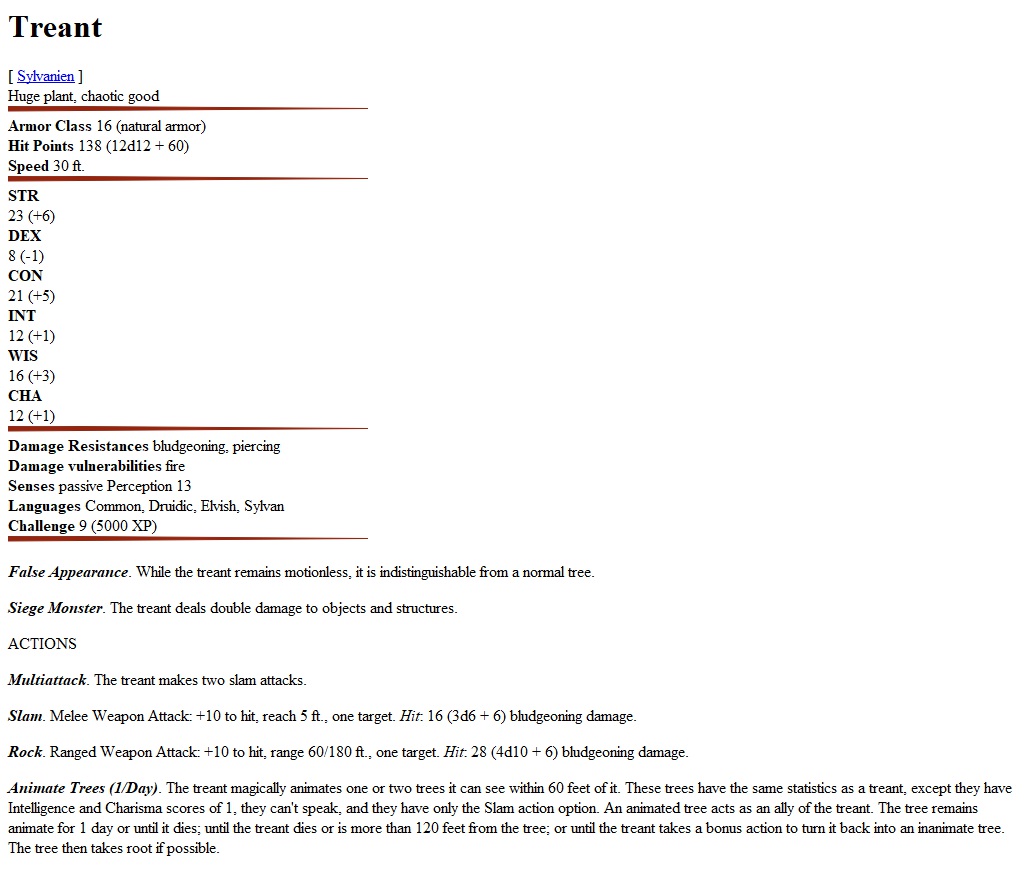 Treant
[ Sylvanien ]
Huge plant, chaotic good
Armor Class 16 (natural armor)
Hit Points 138 (12d12 + 60)
Speed 30 ft.
STR
23 (+6)
DEX
8 (-1)
CON
21 (+5)
INT
12 (+1)
WIS
16 (+3)
CHA
12 (+1)
Damage Resistances bludgeoning, piercing
Damage vulnerabilities fire
Senses passive Perception 13
Languages Common, Druidic, Elvish, Sylvan
Challenge 9 (5000 XP)
False Appearance. While the treant remains motionless, it is indistinguishable from a normal tree.
Siege Monster. The treant deals double damage to objects and structures.
ACTIONS
Multiattack. The treant makes two slam attacks.
Slam. Melee Weapon Attack: +10 to hit, reach 5 ft., one target. Hit: 16 (3d6 + 6) bludgeoning damage.
Rock. Ranged Weapon Attack: +10 to hit, range 60/180 ft., one target. Hit: 28 (4d10 + 6) bludgeoning damage.
Animate Trees (1/Day). The treant magically animates one or two trees it can see within 60 feet of it. These trees have the same statistics as a treant, except they have
Intelligence and Charisma scores of 1, they can't speak, and they have only the Slam action option. An animated tree acts as an ally of the treant. The tree remains
animate for 1 day or until it dies; until the treant dies or is more than 120 feet from the tree; or until the treant takes a bonus action to turn it back into an inanimate tree.
The tree then takes root if possible.